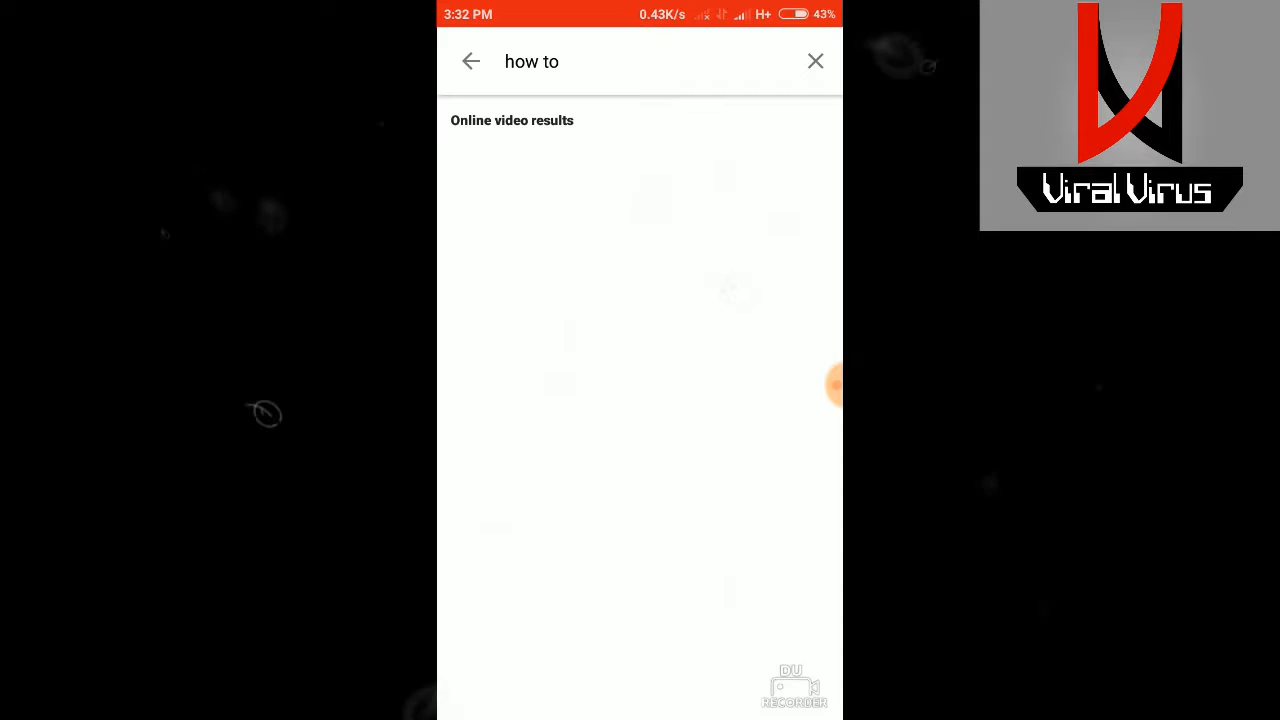 3:32 PM 0.43K/s H+ 43%
how to
Online video results
Viral Virus
DU
RECORDER